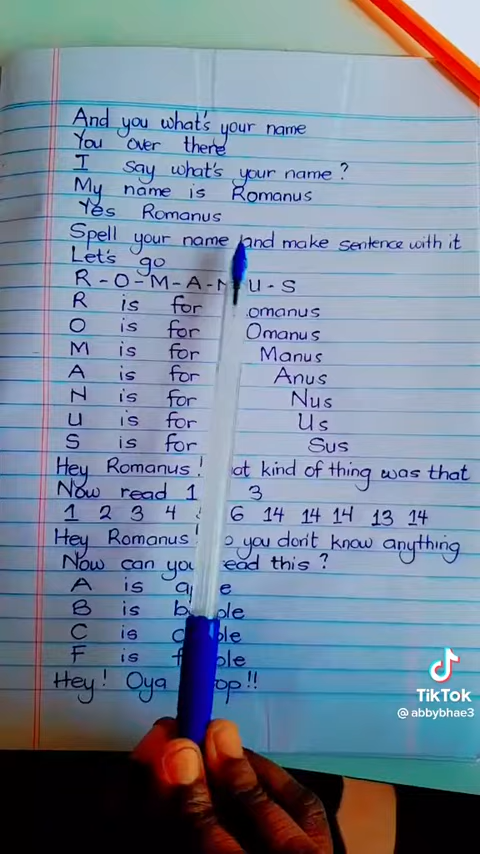 And you what's your name
You over there
I say what's your name?
My name is Romanus
Yes Romanus
Spell your name and make sentence with it
Let's go
R-O-M-A-N-U-S
R is for omanus
O is for Omanus
M is for Manus
A is for Anus
N is for Nus
U is for Us
S is for Sus
Hey Romanus! at kind of thing was that
Now read 1 3
1 2 3 4 6 14 14 14 13 14
Hey Romanus! you don't know anything
Now can you read this?
A is
B is
C is
F is
Hey! Oya op!!
TikTok
@abbybhae3